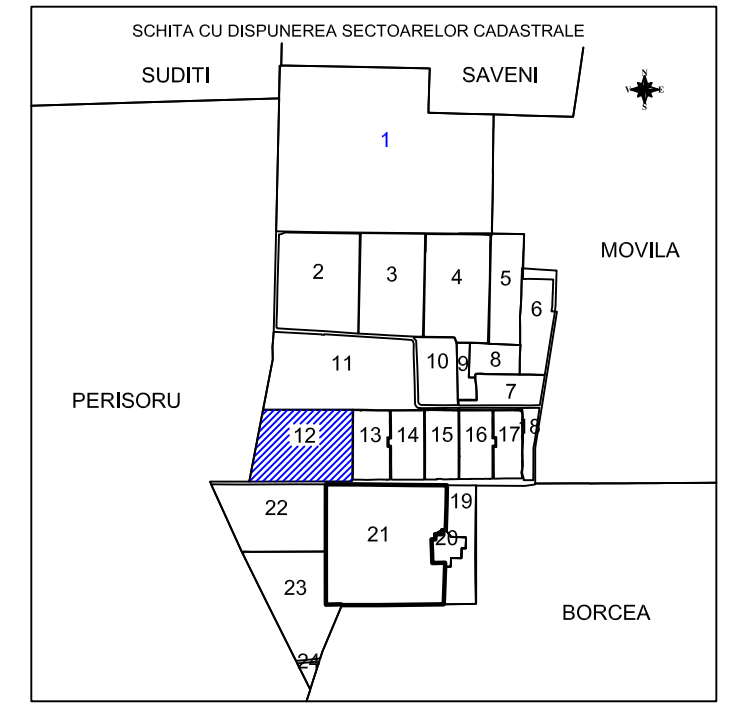 SCHITA CU DISPUNEREA SECTOARELOR CADASTRALE
SUDITI
SAVENI
N
V E
S
1
MOVILA
2
3
4
5
6
11
10
9
8
7
PERISORU
12
13
14
15
16
17
18
22
21
19
20
23
BORCEA
24